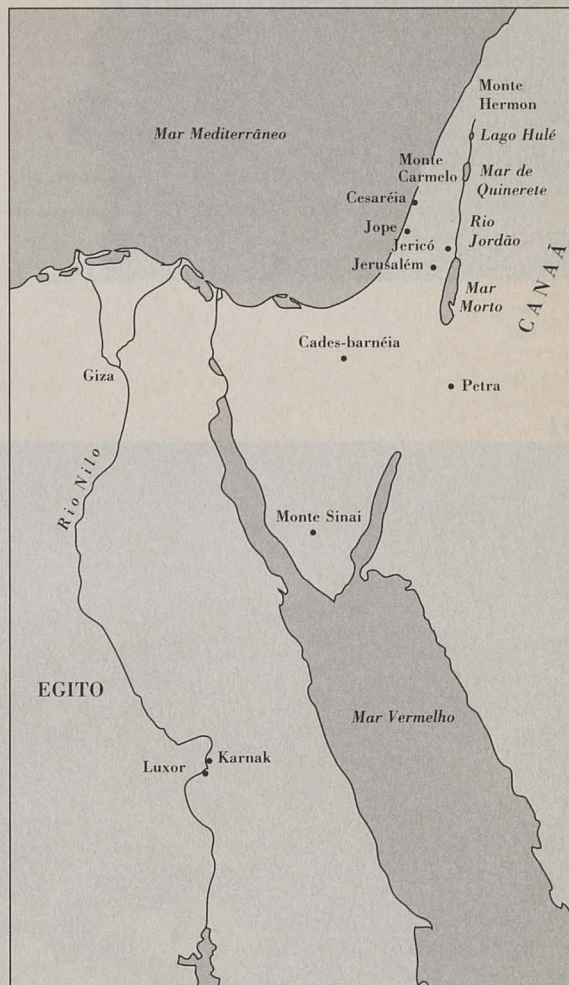 Monte
Hermon
Mar Mediterrâneo
Lago Hulé
Monte
Carmelo
Mar de
Quinerete
Cesaréia
Jope
Rio
Jordão
Jericó
Jerusalém
CANAÃ
Mar
Morto
Cades-barnéia
Giza
Petra
Rio Nilo
Monte Sinai
EGITO
Mar Vermelho
Karnak
Luxor